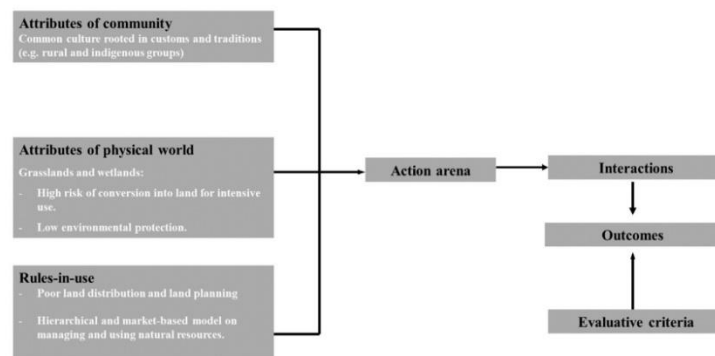 Attributes of community
Common culture rooted in customs and traditions
(e.g. rural and indigenous groups)
Attributes of physical world
Grasslands and wetlands:
- High risk of conversion into land for intensive
use.
- Low environmental protection.
Rules-in-use
- Poor land distribution and land planning
- Hierarchical and market-based model on
managing and using natural resources.
Action arena
Interactions
Outcomes
Evaluative criteria